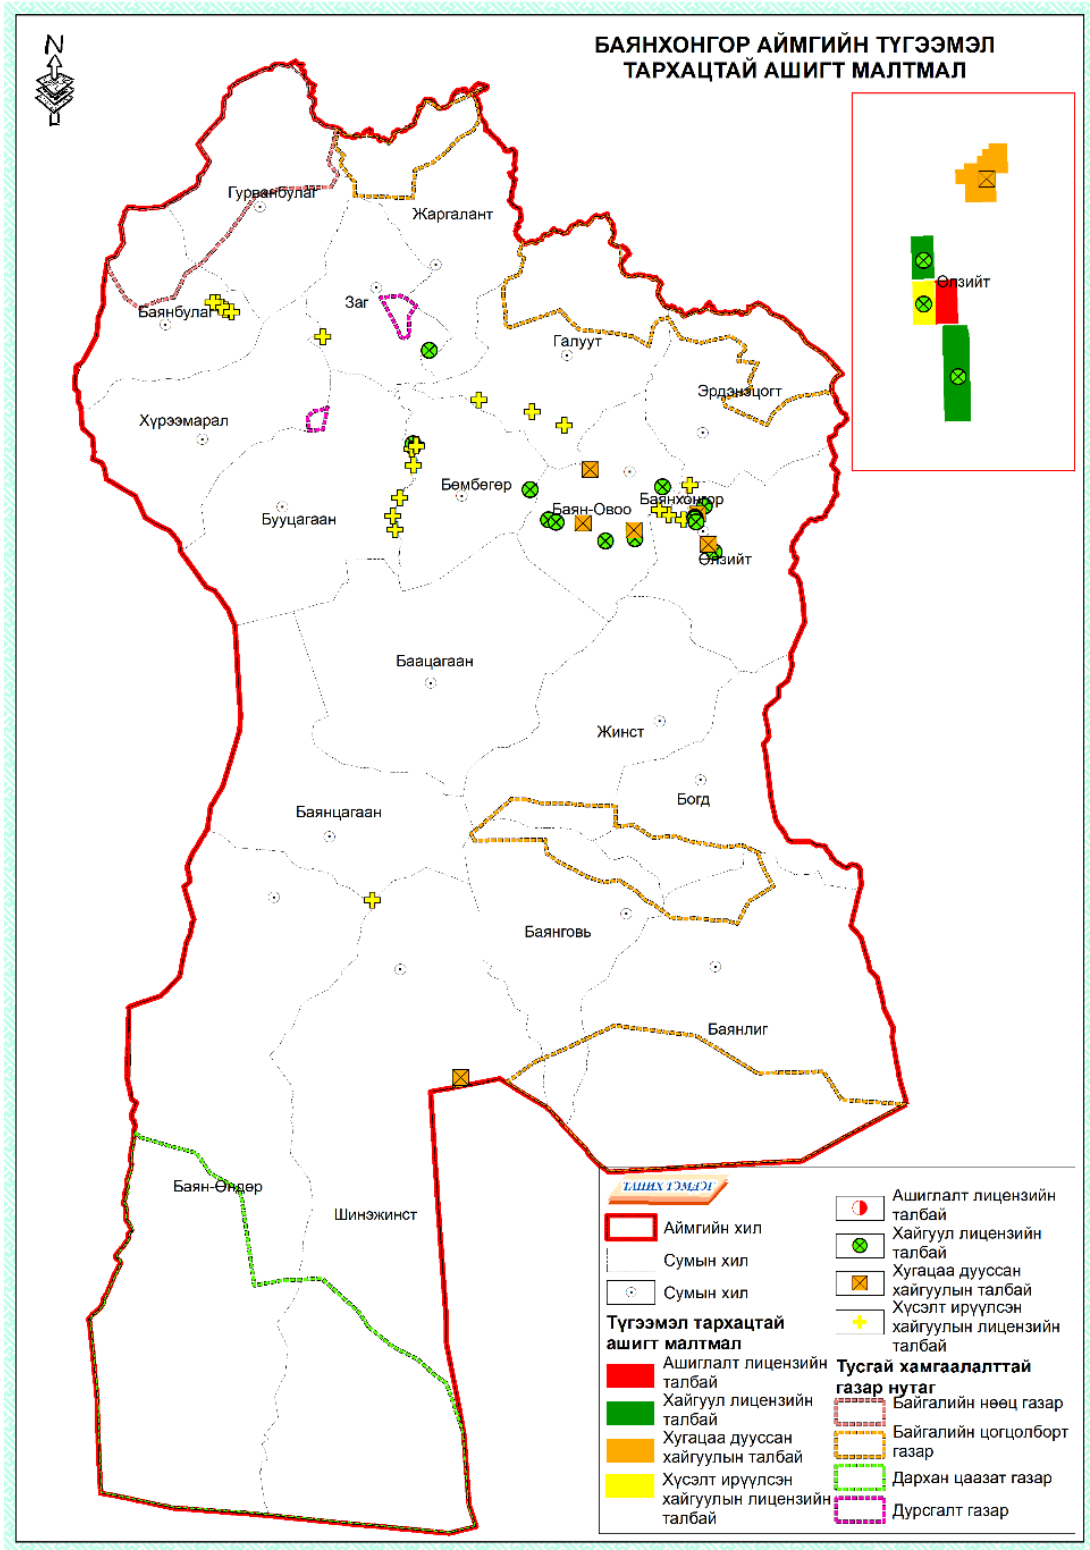 N
БАЯНХОНГОР АЙМГИЙН ТҮГЭЭМЭЛ
ТАРХАЦТАЙ АШИГТ МАЛТМАЛ
Гурванбулаг
Жаргалант
Өлзийт
Заг
Баянбулаг
Галуут
Эрдэнэцогт
Хүрээмарал
Бөмбөгөр
Баянхонгор
Баян-Овоо
Бууцагаан
Өлзийт
Баацагаан
Жинст
Богд
Баянцагаан
Баянговь
Баянлиг
Баян-Өндөр
Шинэжинст
ТАНИХ ТЭМДЭГ
Аймгийн хил
Сумын хил
Сумын хил
Түгээмэл тархацтай
ашигт малтмал
Ашиглалт лицензийн
талбай
Хайгуул лицензийн
талбай
Хугацаа дууссан
хайгуулын талбай
Хүсэлт ирүүлсэн
хайгуулын лицензийн
талбай
Ашиглалт лицензийн
талбай
Хайгуул лицензийн
талбай
Хугацаа дууссан
хайгуулын талбай
Хүсэлт ирүүлсэн
хайгуулын лицензийн
талбай
Тусгай хамгаалалттай
газар нутаг
Байгалийн нөөц газар
Байгалийн цогцолборт
газар
Дархан цаазат газар
Дурсгалт газар